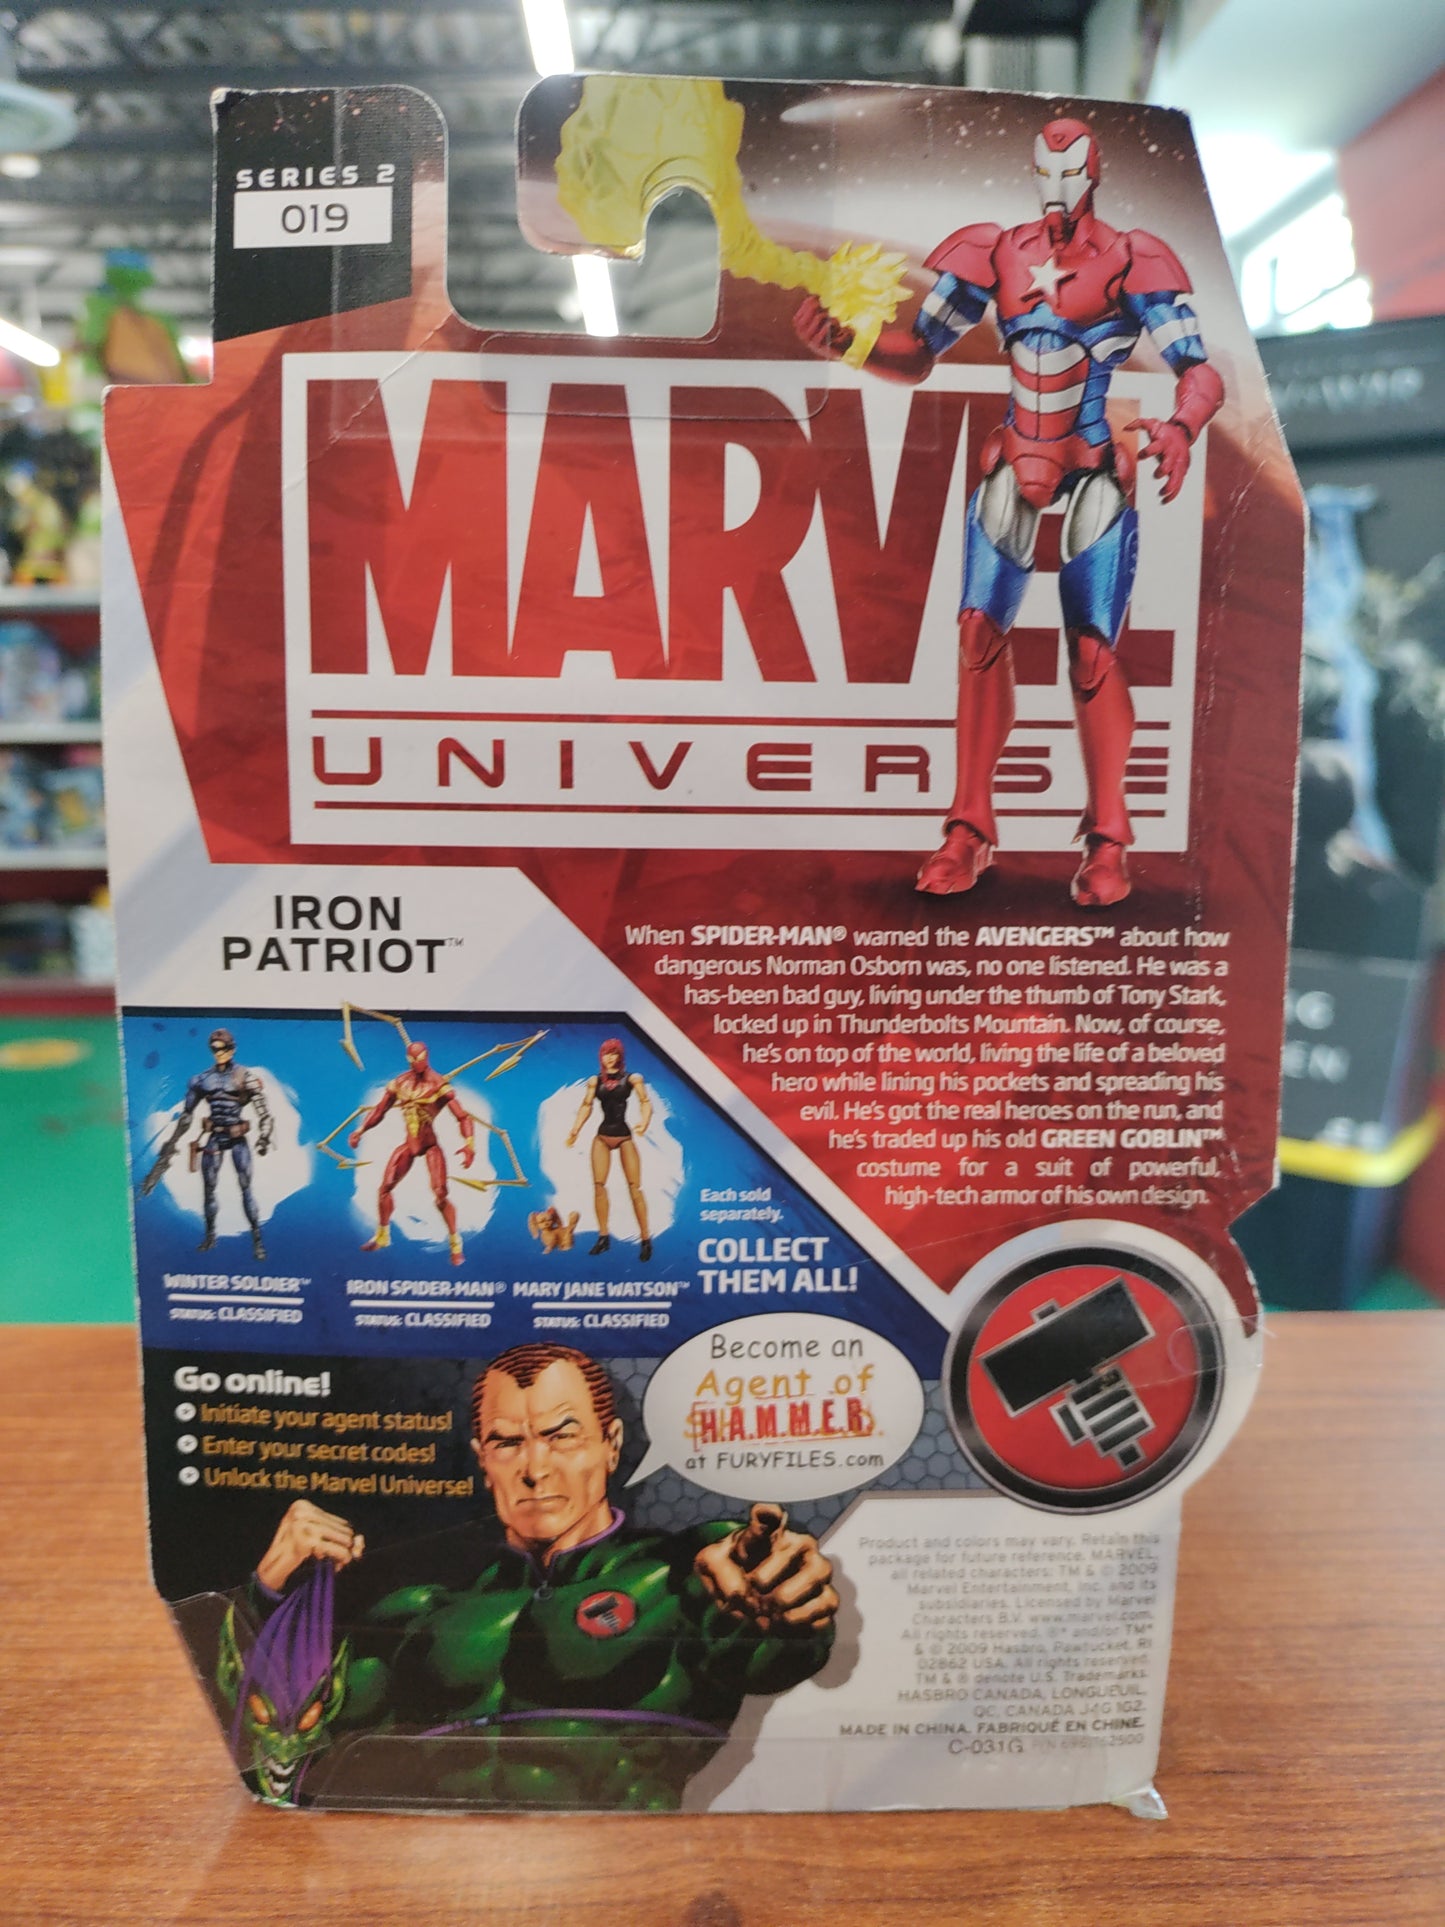 SERIES 2
019
MARVEL
UNIVERSE
IRON
PATRIOT™
When SPIDER-MAN® warned the AVENGERS™ about how
dangerous Norman Osborn was, no one listened. He was a
has-been bad guy, living under the thumb of Tony Stark,
locked up in Thunderbolts Mountain. Now, of course,
he's on top of the world, living the life of a beloved
hero while lining his pockets and spreading his
evil. He's got the real heroes on the run, and
he's traded up his old GREEN GOBLIN™
costume for a suit of powerful,
high-tech armor of his own design.
WINTER SOLDIER™
STATUS: CLASSIFIED
IRON SPIDER-MAN®
STATUS: CLASSIFIED
MARY JANE WATSON™
STATUS: CLASSIFIED
Each sold
separately.
COLLECT
THEM ALL!
Go online!
Initiate your agent status!
Enter your secret codes!
Unlock the Marvel Universe!
Become an
Agent of
H.A.M.M.E.R.
at FURYFILES.com
Product and colors may vary. Retain this
package for future reference. MARVEL,
all related characters: TM & © 2009
Marvel Entertainment, Inc. and its
subsidiaries. Licensed by Marvel
Characters B.V. www.marvel.com.
All rights reserved. ®* and/or TM*
& © 2009 Hasbro, Pawtucket, RI
02862 USA. All rights reserved.
TM & ® denote U.S. Trademarks.
HASBRO CANADA, LONGUEUIL,
QC, CANADA J4G 1G2.
MADE IN CHINA. FABRIQUÉ EN CHINE.
C-031G P/N